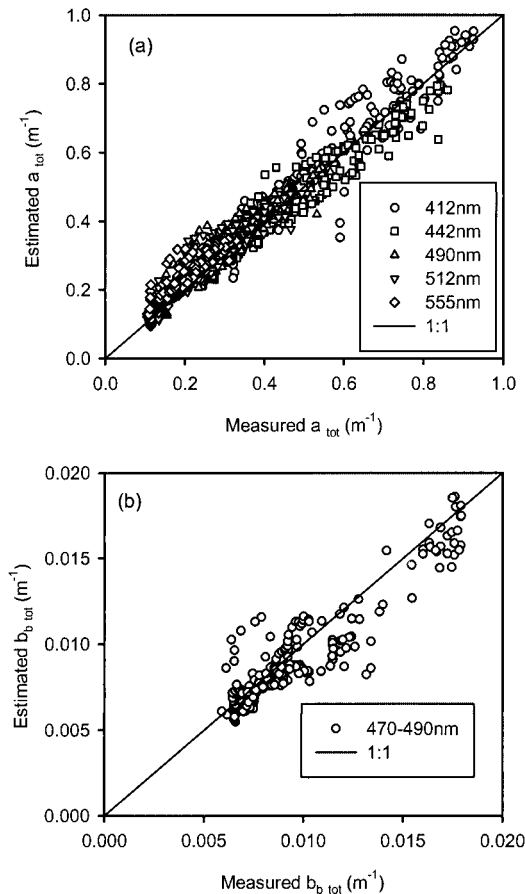 (a)
Estimated a tot (m-1)
1.0
0.8
0.6
0.4
0.2
0.0
412nm
442nm
490nm
512nm
555nm
1:1
0.0 0.2 0.4 0.6 0.8 1.0
Measured a tot (m-1)
(b)
Estimated bb tot (m-1)
0.020
0.015
0.010
0.005
0.000
470-490nm
1:1
0.000 0.005 0.010 0.015 0.020
Measured bb tot (m-1)